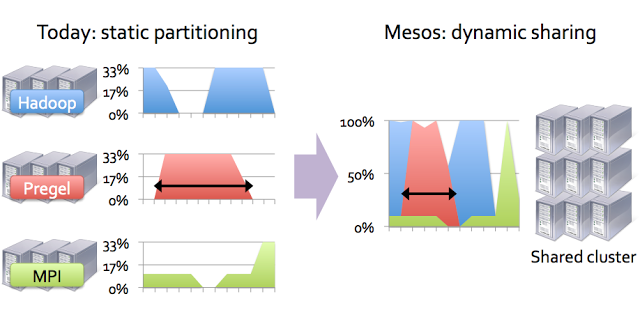 Today: static partitioning
Mesos: dynamic sharing
33%
17%
0%
Hadoop
33%
17%
0%
Pregel
33%
17%
0%
MPI
100%
50%
0%
Shared cluster